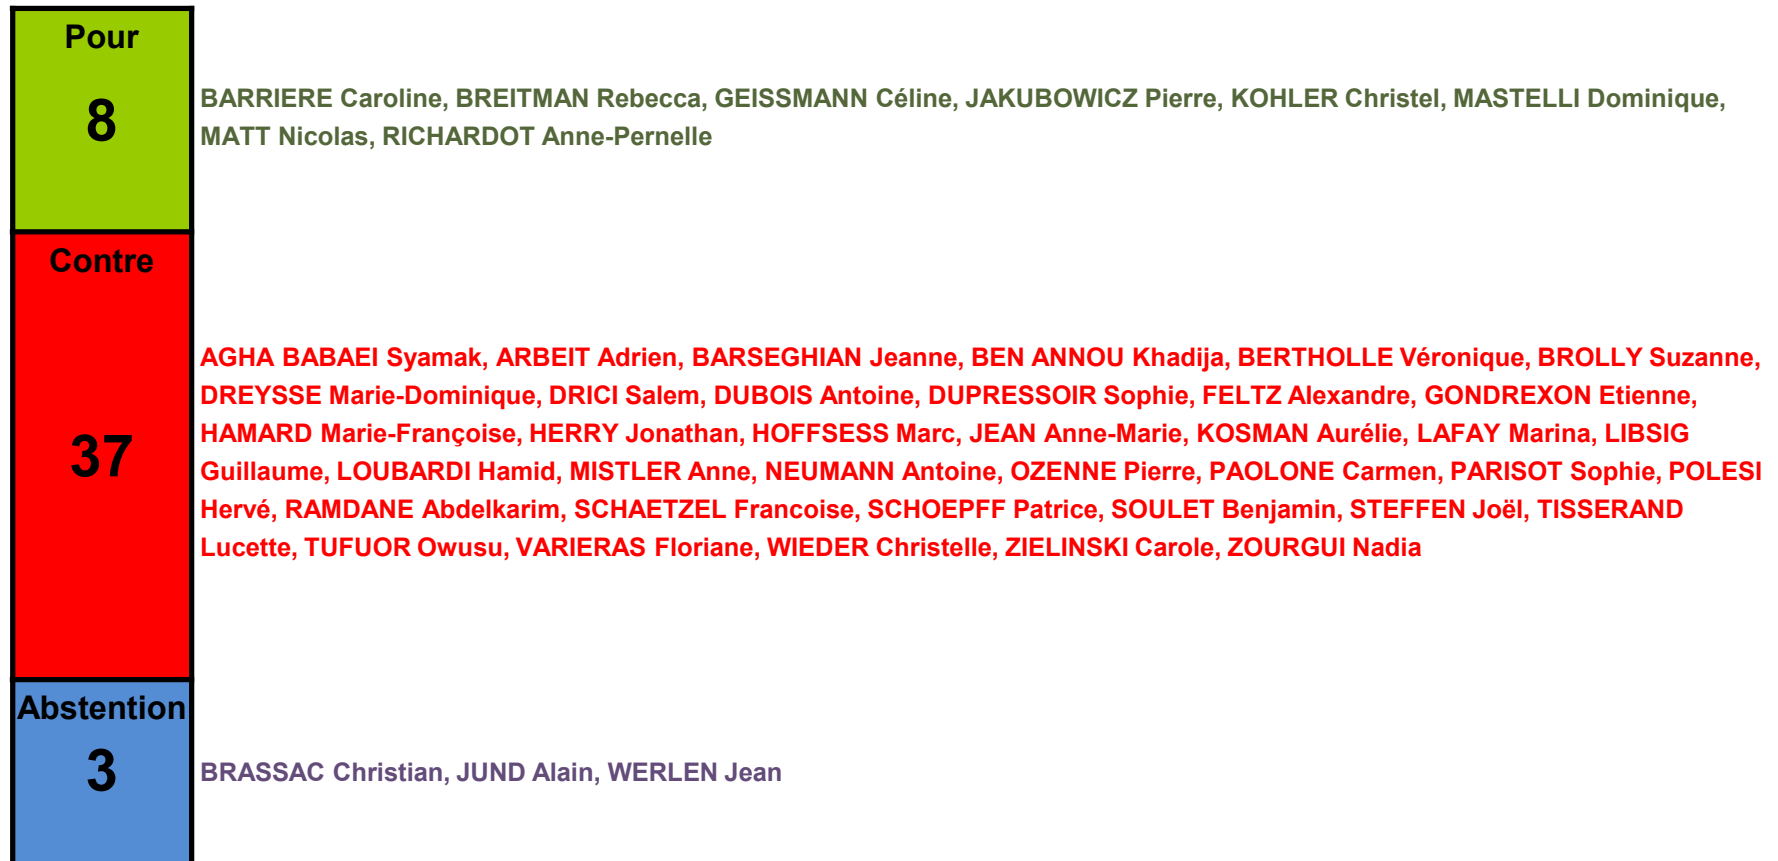 Pour
8
BARRIERE Caroline, BREITMAN Rebecca, GEISSMANN Céline, JAKUBOWICZ Pierre, KOHLER Christel, MASTELLI Dominique,
MATT Nicolas, RICHARDOT Anne-Pernelle
Contre
37
AGHA BABAEI Syamak, ARBEIT Adrien, BARSEGHIAN Jeanne, BEN ANNOU Khadija, BERTHOLLE Véronique, BROLLY Suzanne,
DREYSSE Marie-Dominique, DRICI Salem, DUBOIS Antoine, DUPRESSOIR Sophie, FELTZ Alexandre, GONDREXON Etienne,
HAMARD Marie-Françoise, HERRY Jonathan, HOFFSESS Marc, JEAN Anne-Marie, KOSMAN Aurélie, LAFAY Marina, LIBSIG
Guillaume, LOUBARDI Hamid, MISTLER Anne, NEUMANN Antoine, OZENNE Pierre, PAOLONE Carmen, PARISOT Sophie, POLESI
Hervé, RAMDANE Abdelkarim, SCHAETZEL Francoise, SCHOEPFF Patrice, SOULET Benjamin, STEFFEN Joël, TISSERAND
Lucette, TUFUOR Owusu, VARIERAS Floriane, WIEDER Christelle, ZIELINSKI Carole, ZOURGUI Nadia
Abstention
3
BRASSAC Christian, JUND Alain, WERLEN Jean